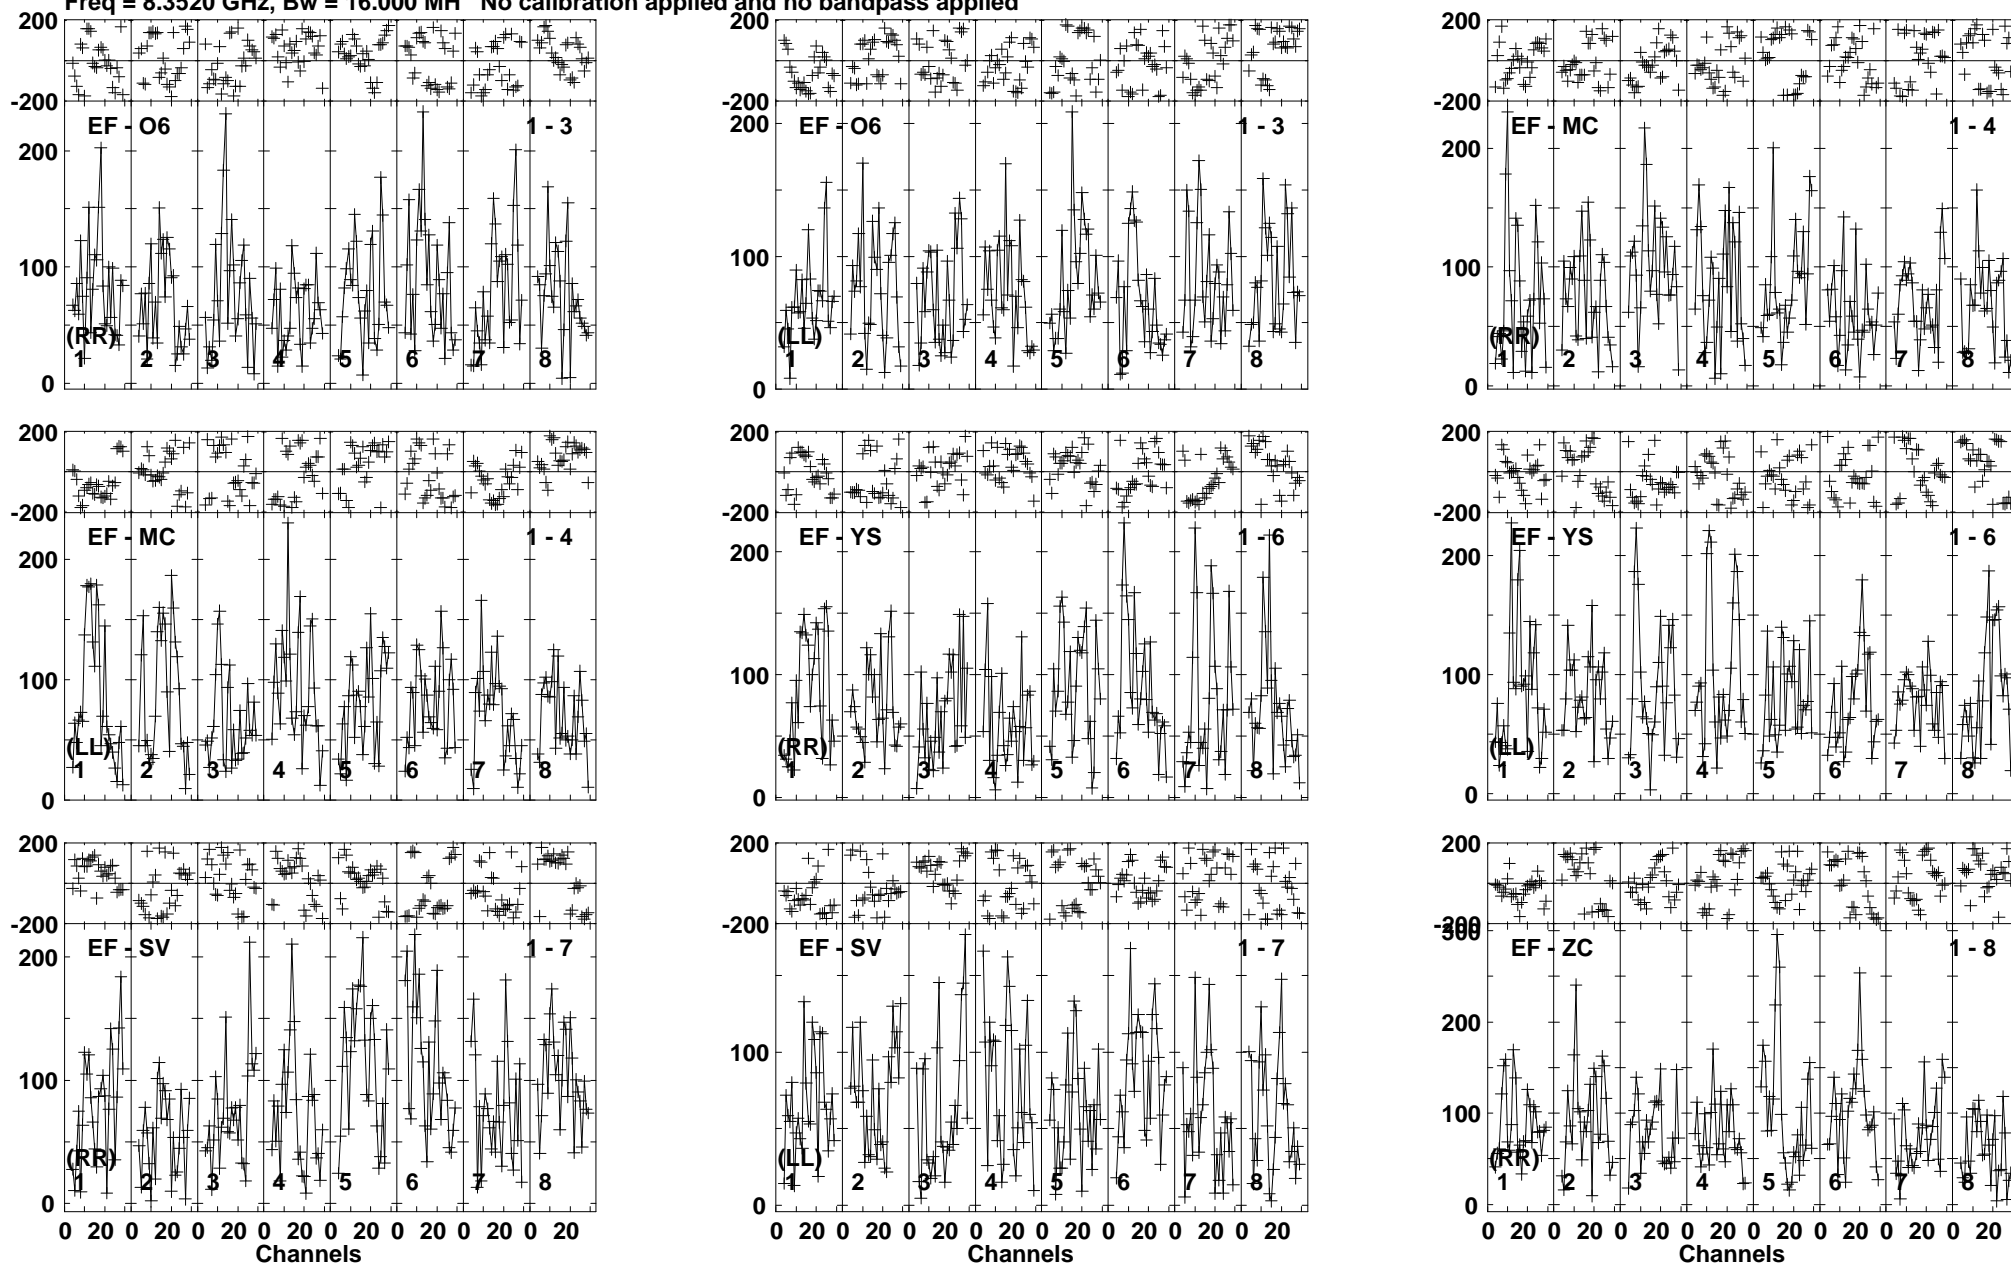 Freq = 8.3520 GHz, Bw = 16.000 MH No calibration applied and no bandpass applied
200 200 200
-200 -200 -200
EF - O6 1 - 3 EF - O6 1 - 3 EF - MC 1 - 4
200 200 200
100 100 100
(RR) (LL) (RR)
1 2 3 4 5 6 7 8 1 2 3 4 5 6 7 8 1 2 3 4 5 6 7 8
0 0 0
200 200 200
-200 -200 -200
EF - MC 1 - 4 EF - YS 1 - 6 EF - YS 1 - 6
200 200 200
100 100 100
(LL) (RR) (LL)
1 2 3 4 5 6 7 8 1 2 3 4 5 6 7 8 1 2 3 4 5 6 7 8
0 0 0
200 200 200
-200 -200 -200
300
EF - SV 1 - 7 EF - SV 1 - 7 EF - ZC 1 - 8
200 200
100 100 100
(RR) (LL) (RR)
1 2 3 4 5 6 7 8 1 2 3 4 5 6 7 8 1 2 3 4 5 6 7 8
0 0 0
0 20 0 20 0 20 0 20 0 20 0 20 0 20 0 20 0 20 0 20 0 20 0 20 0 20 0 20 0 20 0 20 0 20 0 20 0 20 0 20 0 20 0 20 0 20 0 20
Channels Channels Channels